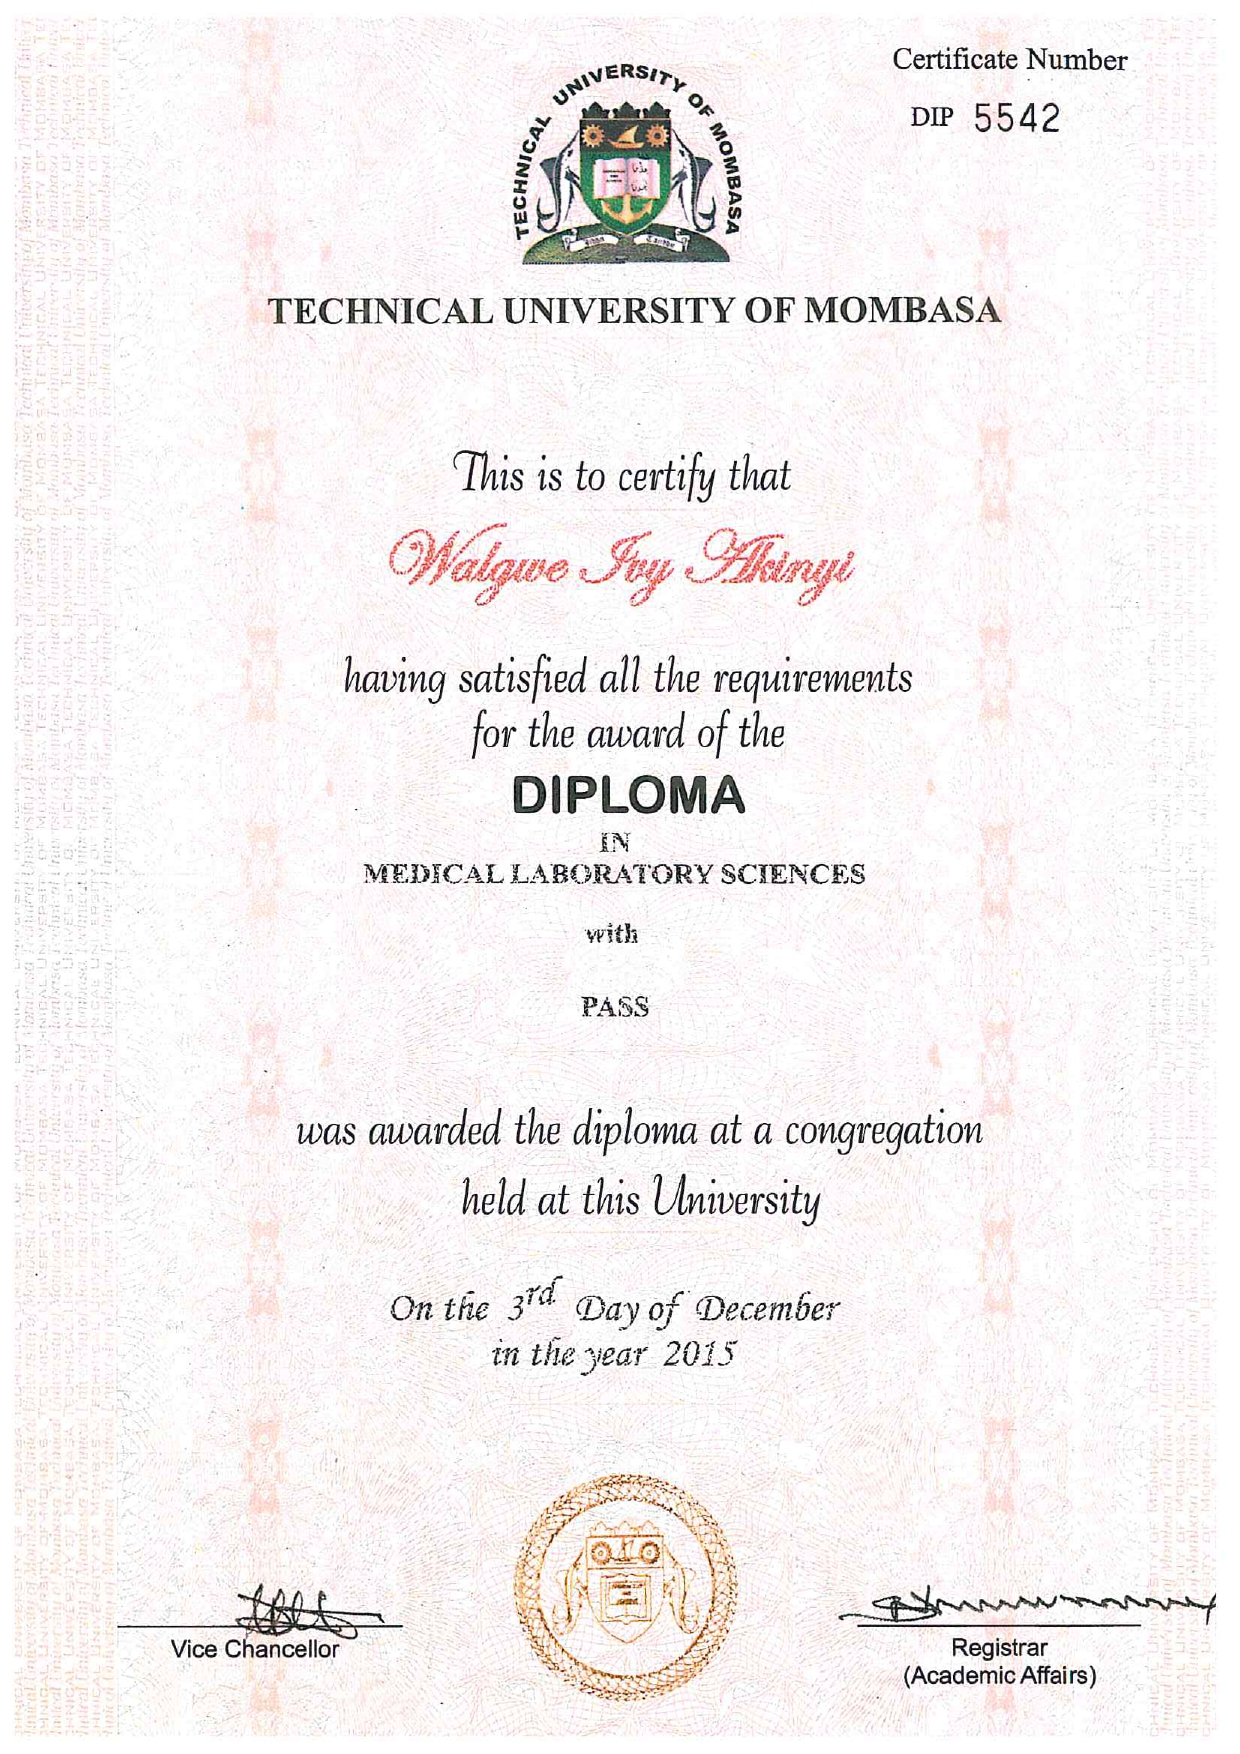 Certificate Number
DIP 5542
TECHNICAL UNIVERSITY OF MOMBASA
TECHNICAL UNIVERSITY OF MOMBASA
This is to certify that
Walgwe Ivy Akinyi
having satisfied all the requirements
for the award of the
DIPLOMA
IN
MEDICAL LABORATORY SCIENCES
with
PASS
was awarded the diploma at a congregation
held at this University
On the 3rd Day of December
in the year 2015
Vice Chancellor
Registrar
(Academic Affairs)